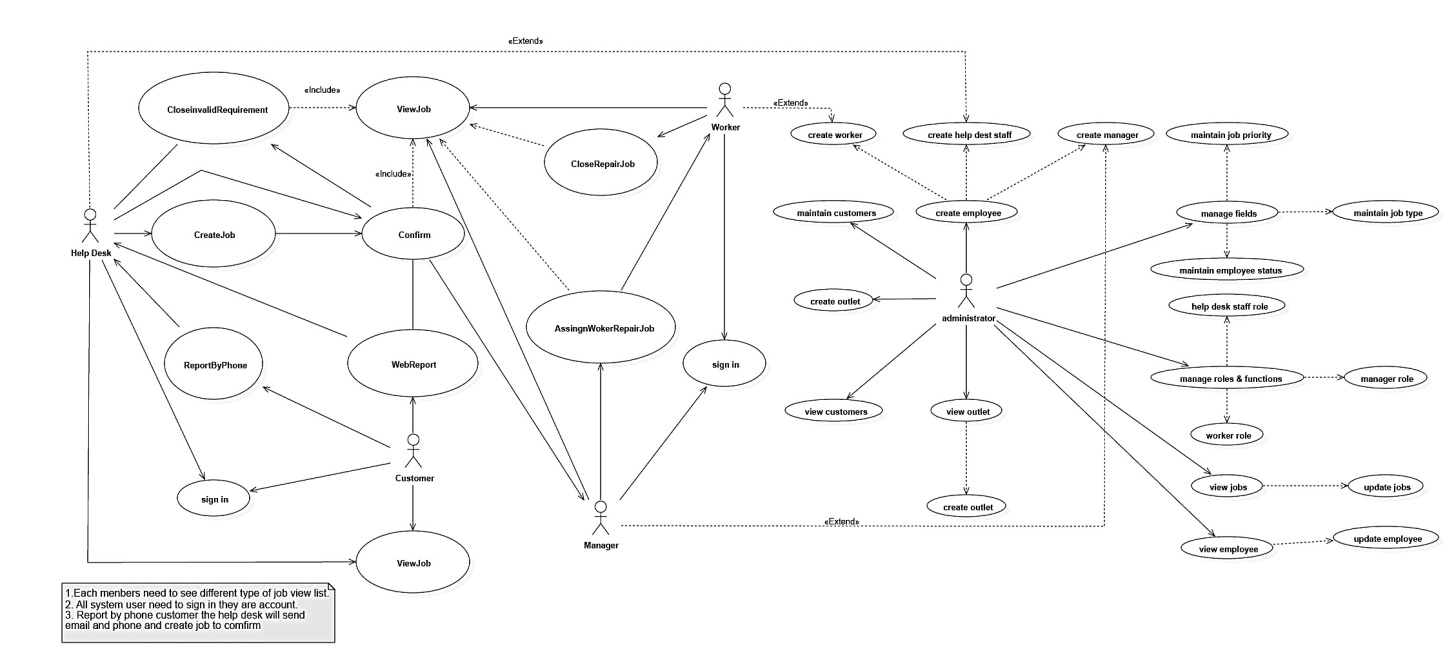 «Extend»
CloseinvalidRequirement
«Include»
ViewJob
Worker
«Extend»
create worker
create help dest staff
create manager
maintain job priority
CloseRepairJob
«Include»
Help Desk
CreateJob
Confirm
maintain customers
create employee
manage fields
maintain job type
maintain employee status
create outlet
administrator
help desk staff role
ReportByPhone
WebReport
AssingnWokerRepairJob
sign in
manage roles & functions
manager role
view customers
view outlet
worker role
Customer
sign in
view jobs
update jobs
create outlet
Manager
«Extend»
view employee
update employee
ViewJob
1.Each menbers need to see different type of job view list.
2. All system user need to sign in they are account.
3. Report by phone customer the help desk will send
email and phone and create job to comfirm